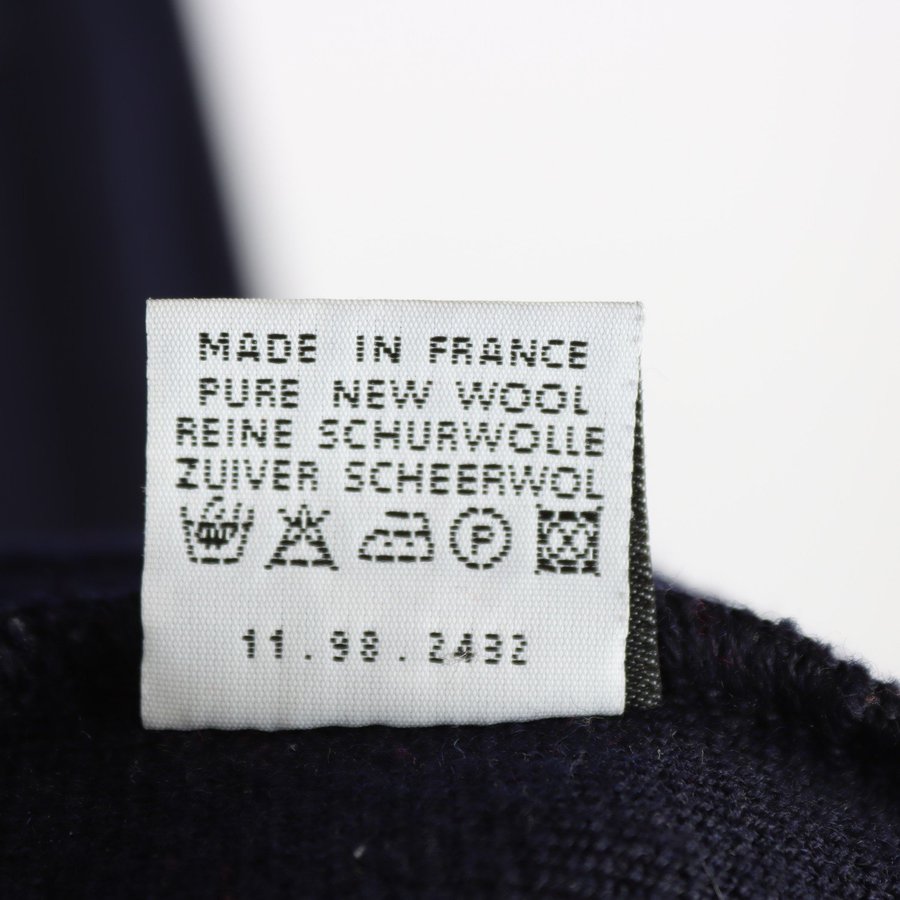 MADE IN FRANCE
PURE NEW WOOL
REINE SCHURWOLLE
ZUIVER SCHEERWOL
P
11.98.2432